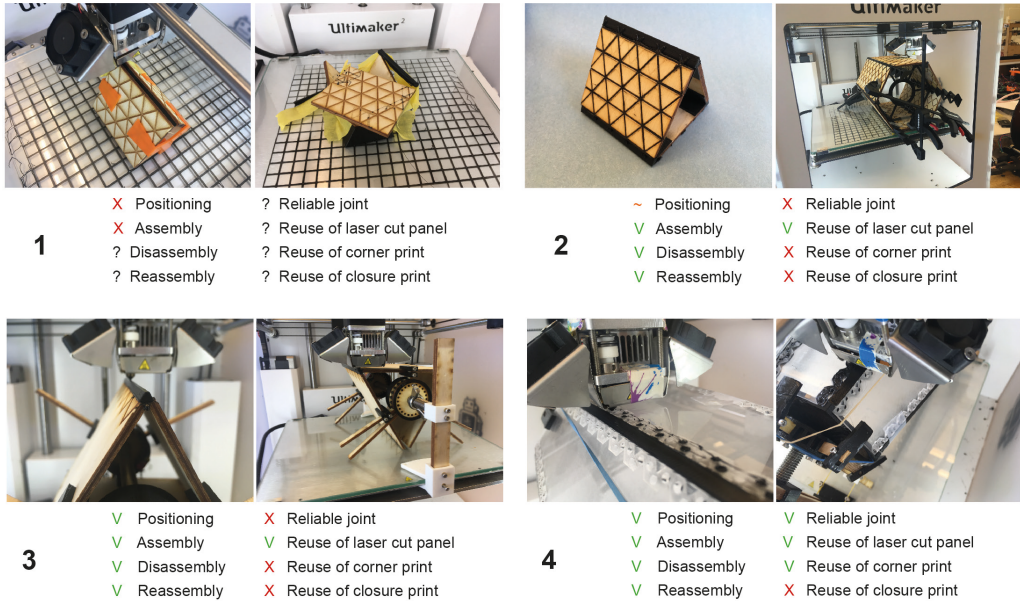 Ultimaker
Ultimaker 2
X Positioning
X Assembly
? Disassembly
? Reassembly
? Reliable joint
? Reuse of laser cut panel
? Reuse of corner print
? Reuse of closure print
1
~ Positioning
V Assembly
V Disassembly
V Reassembly
X Reliable joint
V Reuse of laser cut panel
X Reuse of corner print
X Reuse of closure print
2
V Positioning
V Assembly
V Disassembly
V Reassembly
X Reliable joint
V Reuse of laser cut panel
X Reuse of corner print
X Reuse of closure print
3
V Positioning
V Assembly
V Disassembly
V Reassembly
V Reliable joint
V Reuse of laser cut panel
V Reuse of corner print
X Reuse of closure print
4